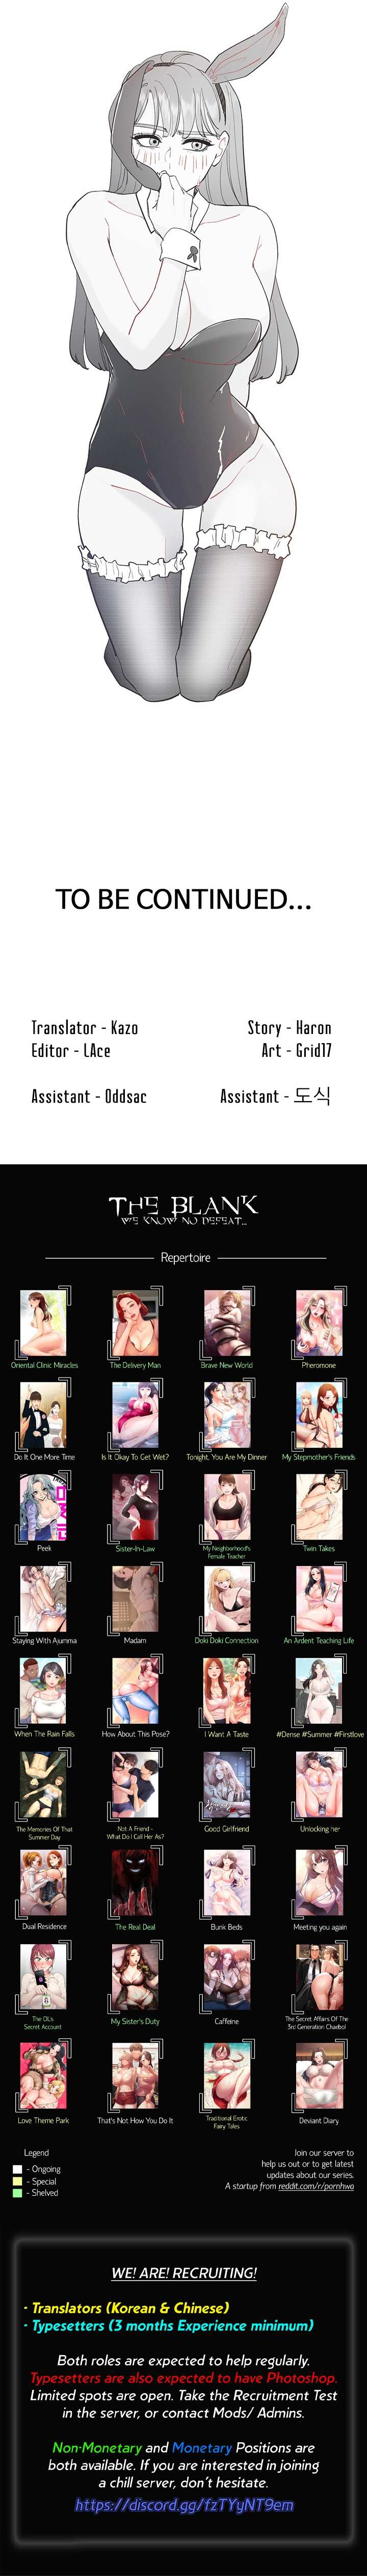 TO BE CONTINUED...
Translator - Kazo
Editor - LAce
Assistant - Oddsac
Story - Haron
Art - Grid17
Assistant - 도식
THE BLANK
WE KNOW NO DEFEAT...
Repertoire
Oriental Clinic Miracles
The Delivery Man
Brave New World
Pheromone
Do It One More Time
Is It Okay To Get Wet?
Tonight, You Are My Dinner
My Stepmother's Friends
Peek
Sister-In-Law
My Neighborhood's
Female Teacher
Twin Takes
Staying With Ajumma
Madam
Doki Doki Connection
An Ardent Teaching Life
When The Rain Falls
How About This Pose?
I Want A Taste
#Dense #Summer #Firstlove
The Memories Of That
Summer Day
Not A Friend -
What Do I Call Her As?
Good Girlfriend
Unlocking her
Dual Residence
The Real Deal
Bunk Beds
Meeting you again
The DL's
Secret Account
My Sister's Duty
Caffeine
The Secret Affairs Of The
3rd Generation Chaebol
Love Theme Park
That's Not How You Do It
Traditional Erotic
Fairy Tales
Deviant Diary
Legend
- Ongoing
- Special
- Shelved
Join our server to
help us out or to get latest
updates about our series.
A startup from reddit.com/r/pornhwa
WE! ARE! RECRUITING!
· Translators (Korean & Chinese)
· Typesetters (3 months Experience minimum)
Both roles are expected to help regularly.
Typesetters are also expected to have Photoshop.
Limited spots are open. Take the Recruitment Test
in the server, or contact Mods/ Admins.
Non-Monetary and Monetary Positions are
both available. If you are interested in joining
a chill server, don't hesitate.
https://discord.gg/fzTYyNT9em